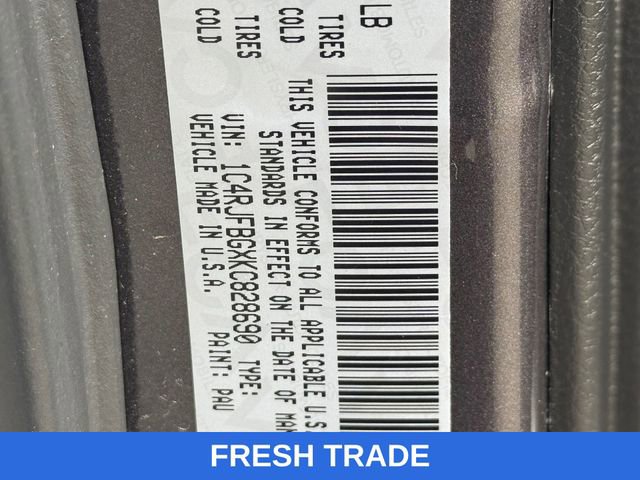 LB
TIRES COLD
TIRES COLD
THIS VEHICLE CONFORMS TO ALL APPLICABLE U.S.
STANDARDS IN EFFECT ON THE DATE OF MAN
VIN: 1C4RJFBGXKC828690 TYPE:
VEHICLE MADE IN U.S.A. PAINT: PAU
FRESH TRADE